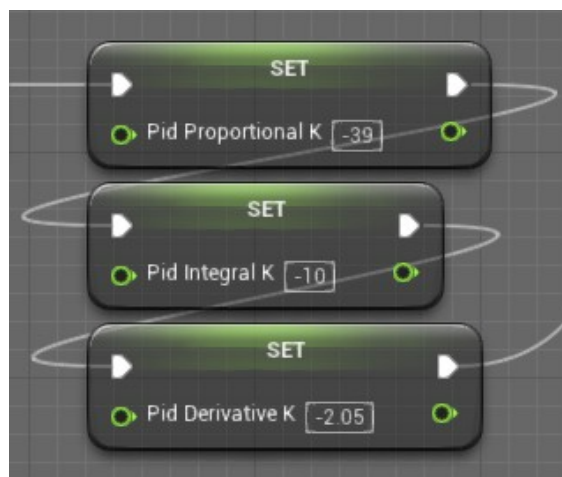 SET
Pid Proportional K -39
SET
Pid Integral K -10
SET
Pid Derivative K -2.05